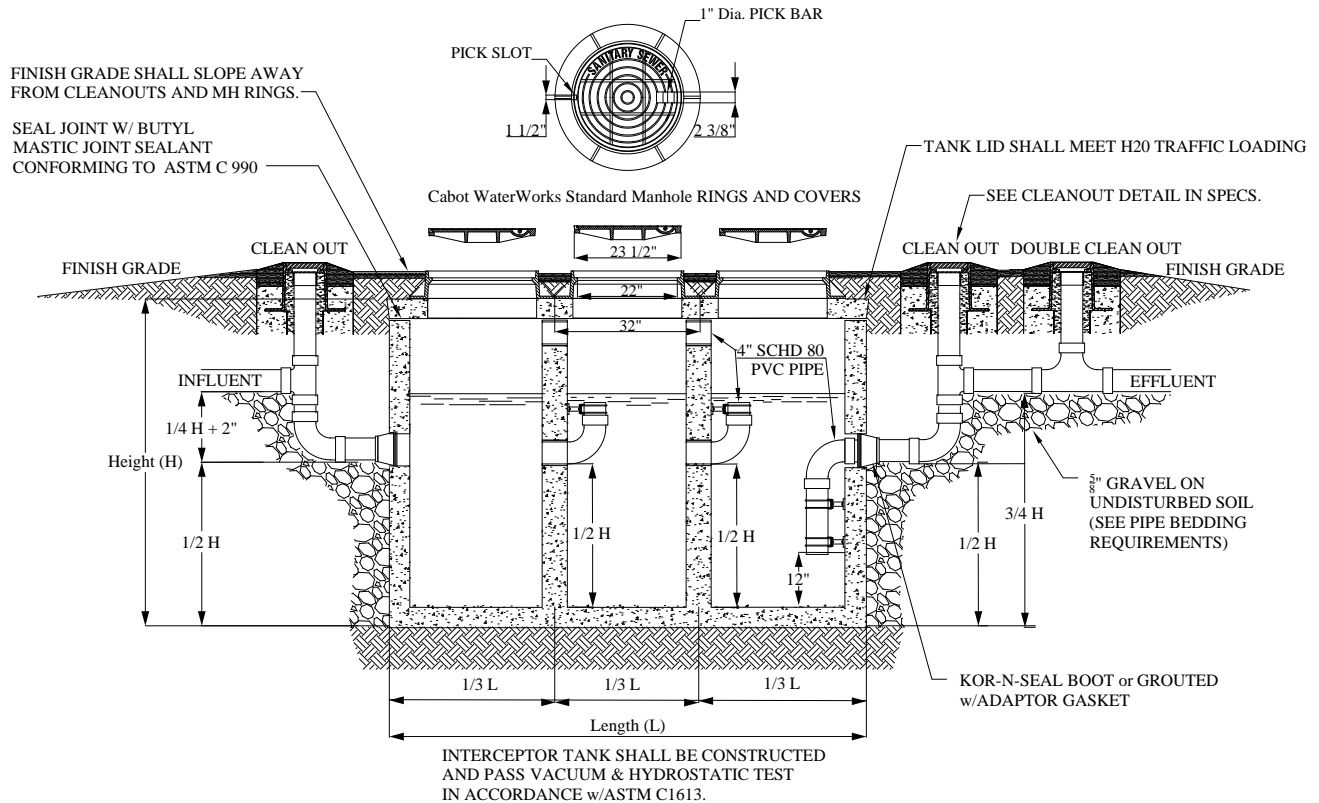 1" Dia. PICK BAR
PICK SLOT
SANITARY SEWER
1 1/2"
2 3/8"
FINISH GRADE SHALL SLOPE AWAY
FROM CLEANOUTS AND MH RINGS.
SEAL JOINT W/ BUTYL
MASTIC JOINT SEALANT
CONFORMING TO ASTM C 990
TANK LID SHALL MEET H20 TRAFFIC LOADING
Cabot WaterWorks Standard Manhole RINGS AND COVERS
SEE CLEANOUT DETAIL IN SPECS.
CLEAN OUT
23 1/2"
CLEAN OUT
DOUBLE CLEAN OUT
FINISH GRADE
FINISH GRADE
22"
32"
4" SCHD 80
PVC PIPE
INFLUENT
EFFLUENT
1/4 H + 2"
Height (H)
1/2 H
1/2 H
1/2 H
12"
1/2 H
3/4 H
5/8" GRAVEL ON
UNDISTURBED SOIL
(SEE PIPE BEDDING
REQUIREMENTS)
1/3 L
1/3 L
1/3 L
KOR-N-SEAL BOOT or GROUTED
w/ADAPTOR GASKET
Length (L)
INTERCEPTOR TANK SHALL BE CONSTRUCTED
AND PASS VACUUM & HYDROSTATIC TEST
IN ACCORDANCE w/ASTM C1613.